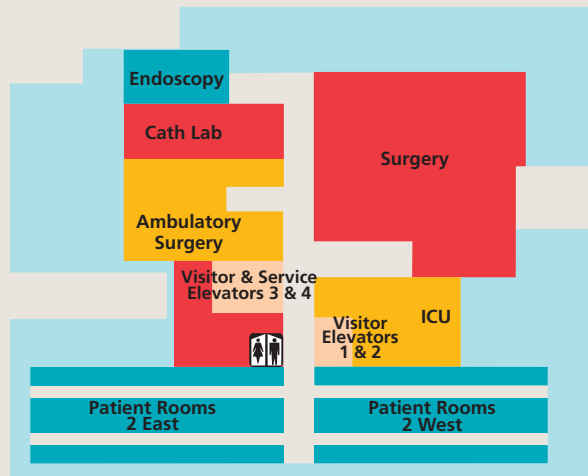 Endoscopy
Cath Lab
Surgery
Ambulatory
Surgery
Visitor & Service
Elevators 3 & 4
Visitor
Elevators
1 & 2
ICU
Patient Rooms
2 East
Patient Rooms
2 West